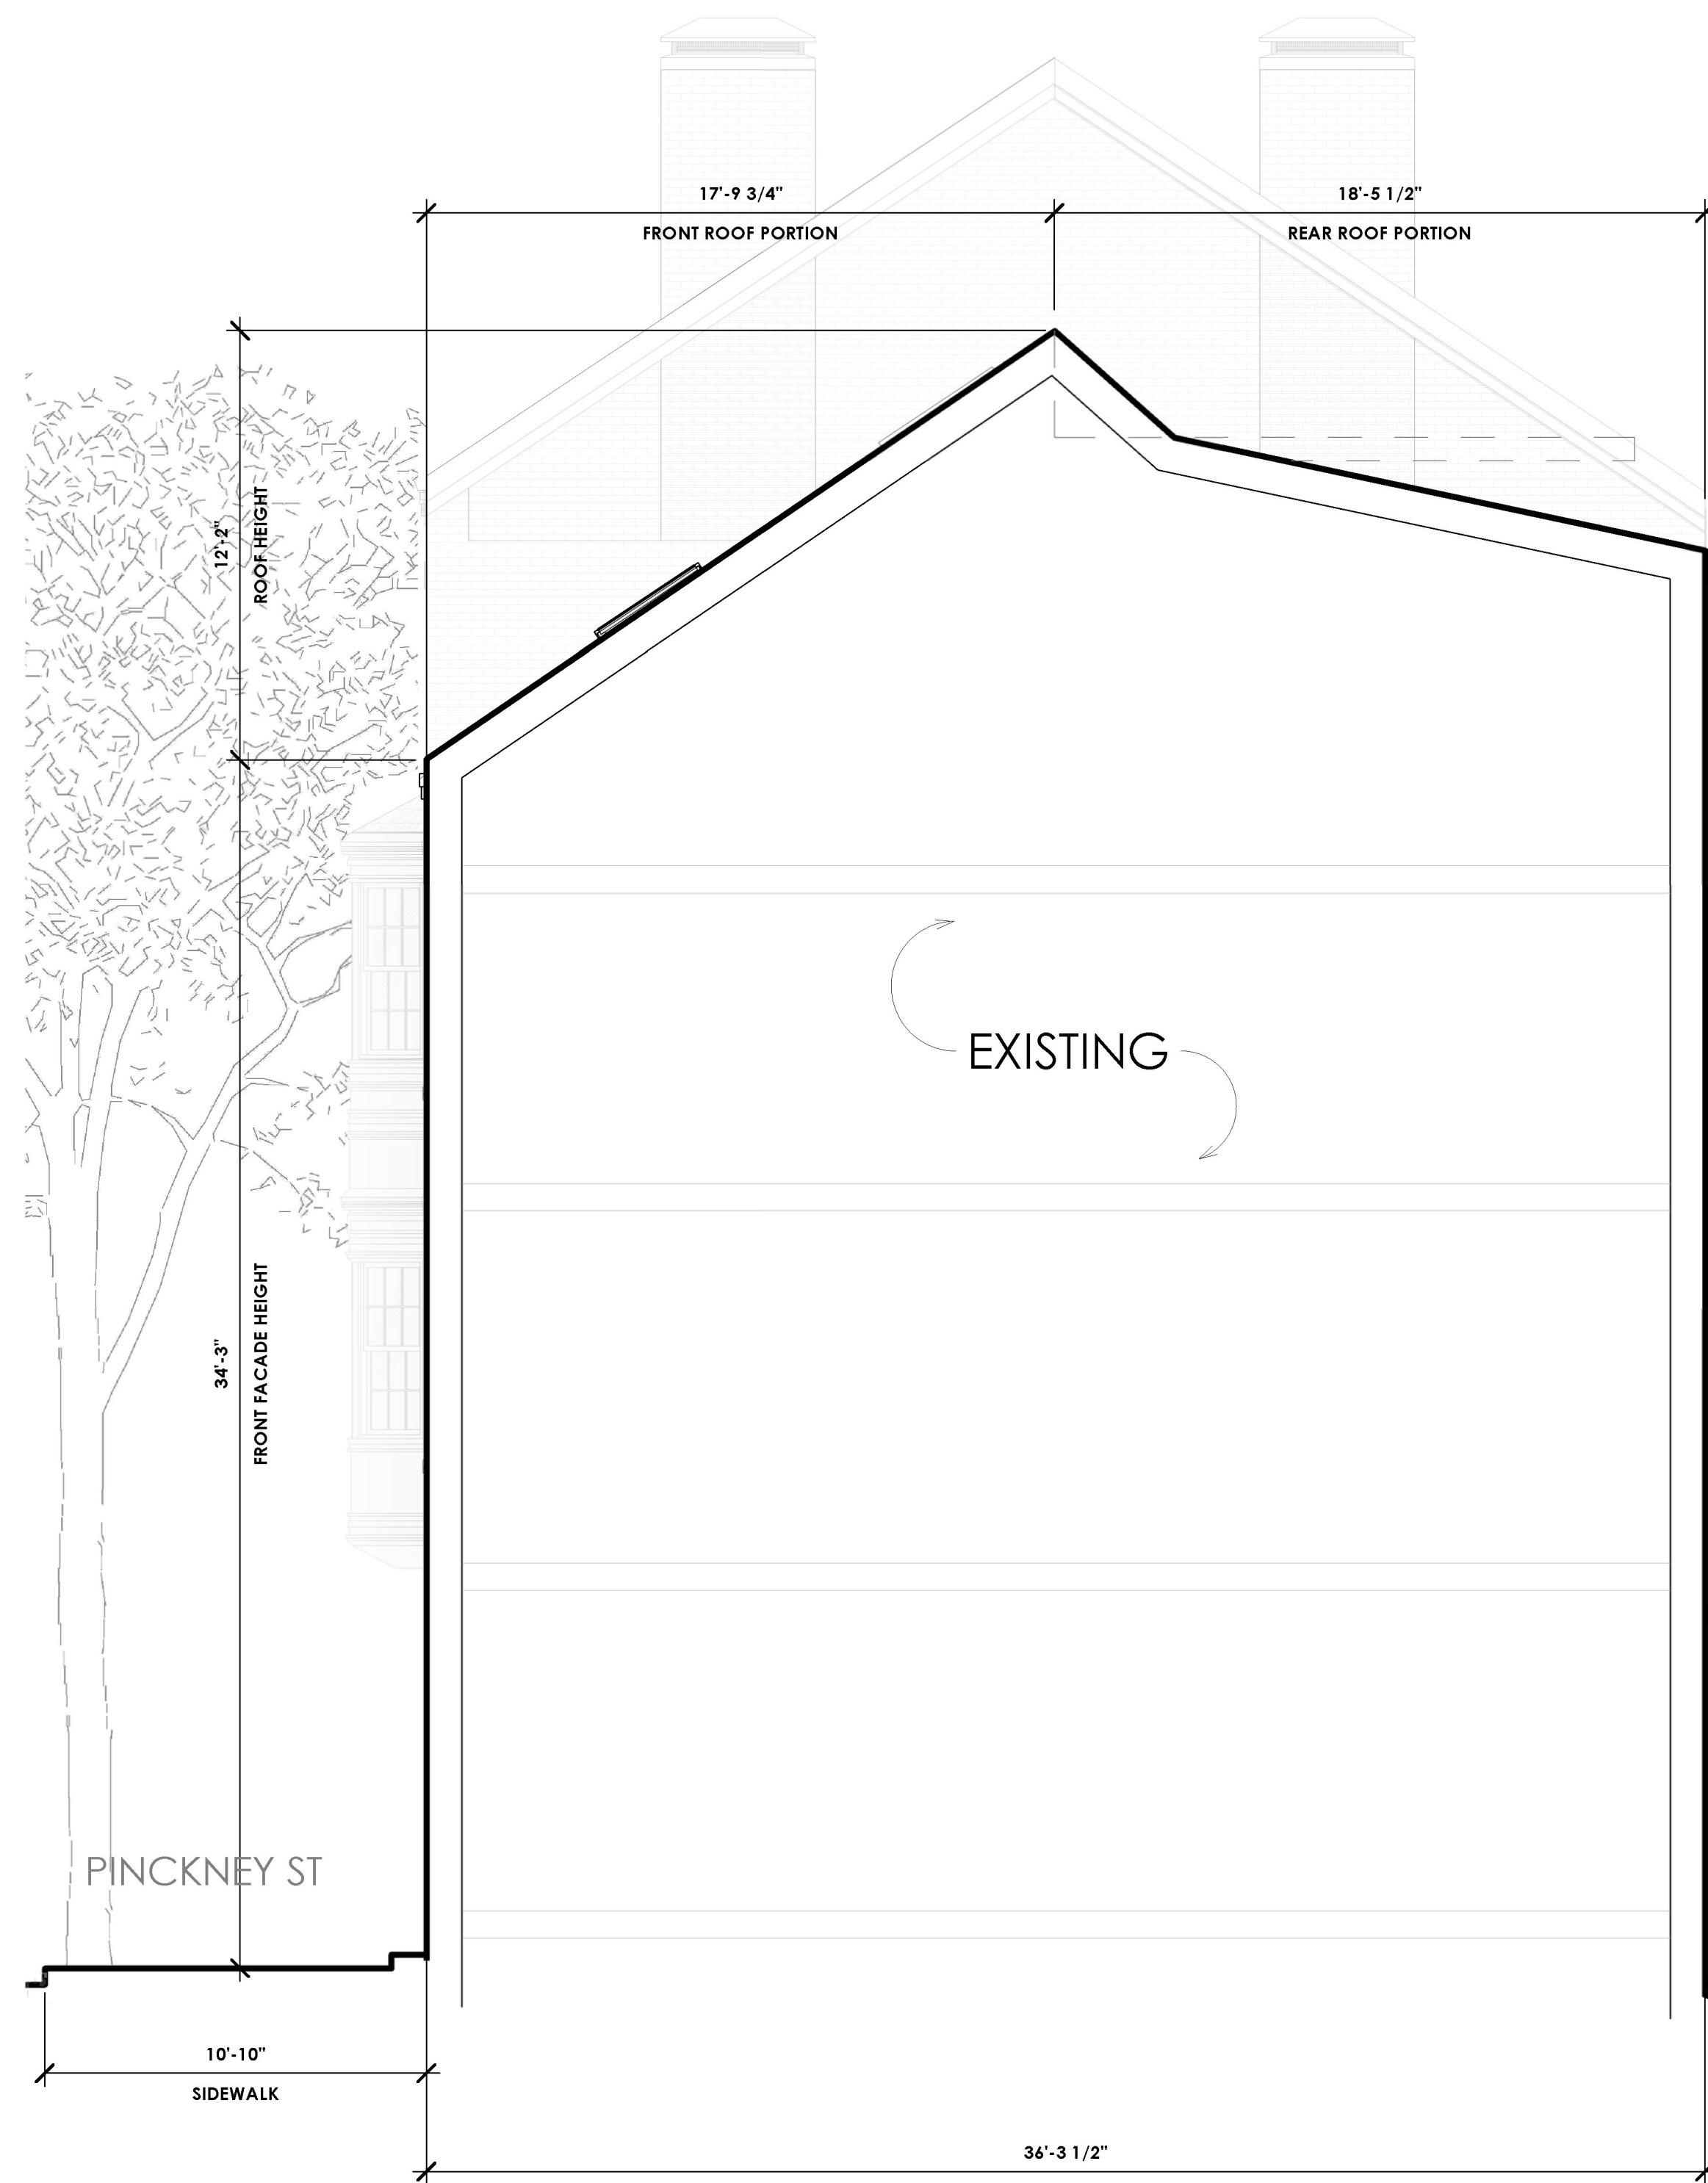 17'-9 3/4"
18'-5 1/2"
FRONT ROOF PORTION
REAR ROOF PORTION
12'-2"
ROOF HEIGHT
EXISTING
34'-3"
FRONT FACADE HEIGHT
PINCKNEY ST
10'-10"
SIDEWALK
36'-3 1/2"